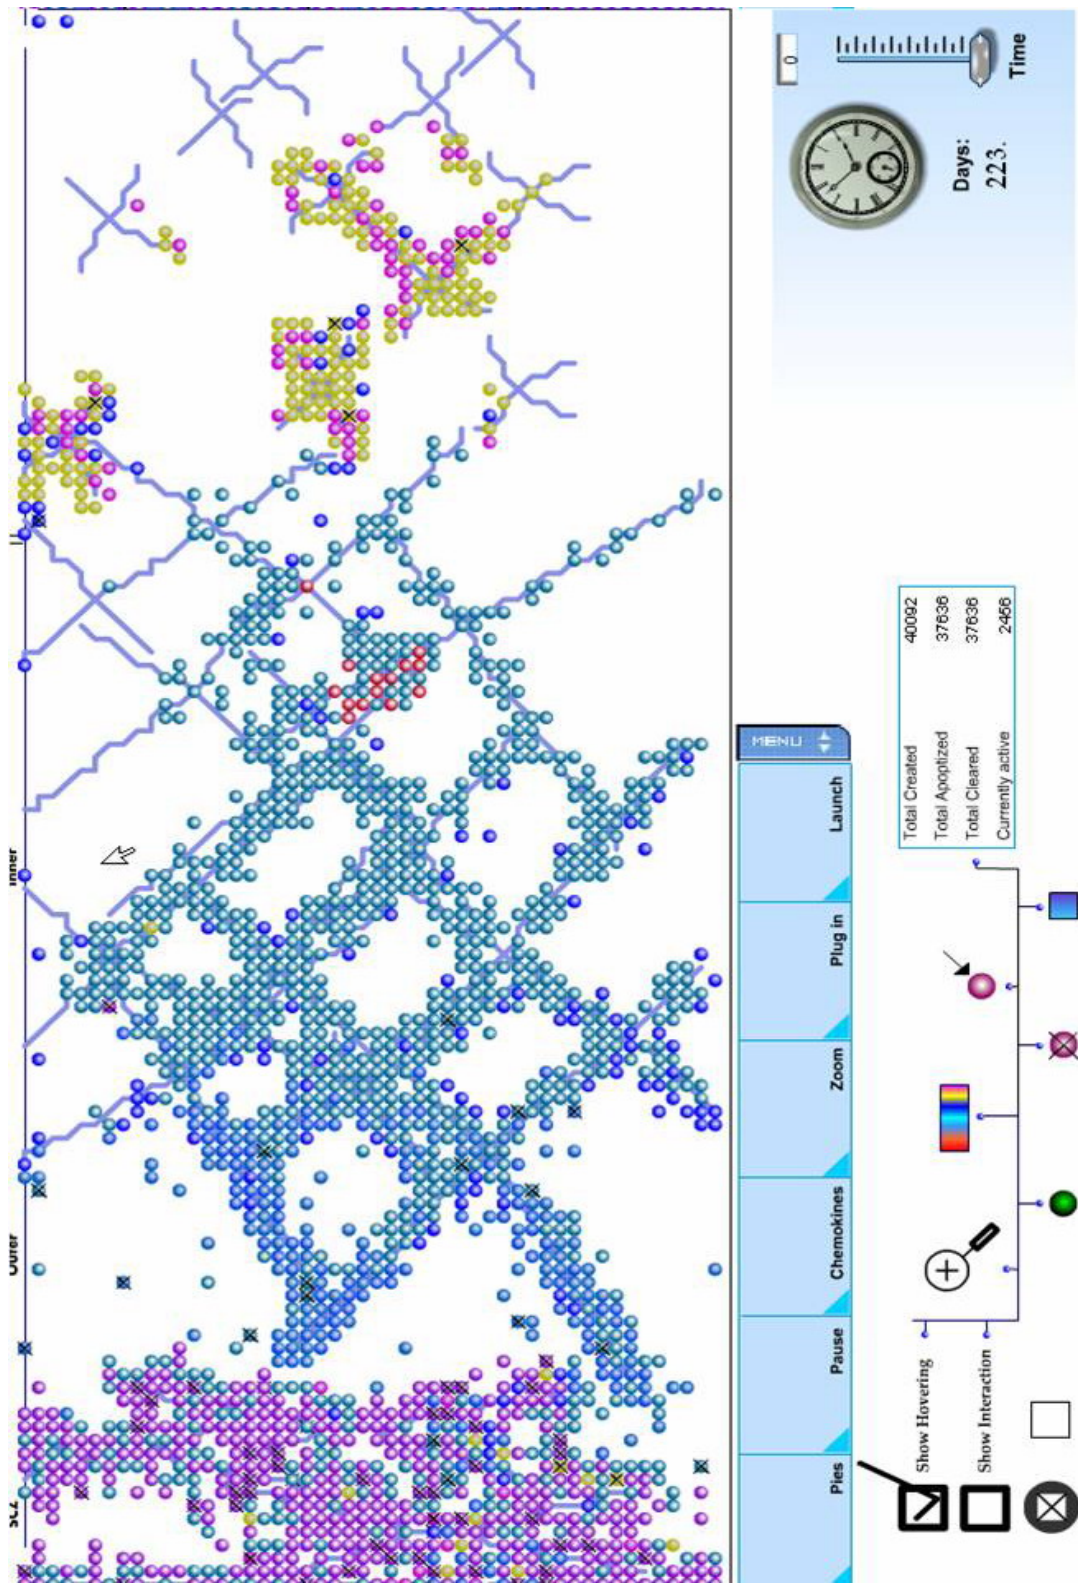 SCZ
Outer
Inner
Pies
Pause
Chemokines
Zoom
Plug in
Launch
MENU
Show Hovering
Show Interaction
Total Created 40092
Total Apoptized 37636
Total Cleared 37636
Currently active 2456
Days:
223.
0
Time